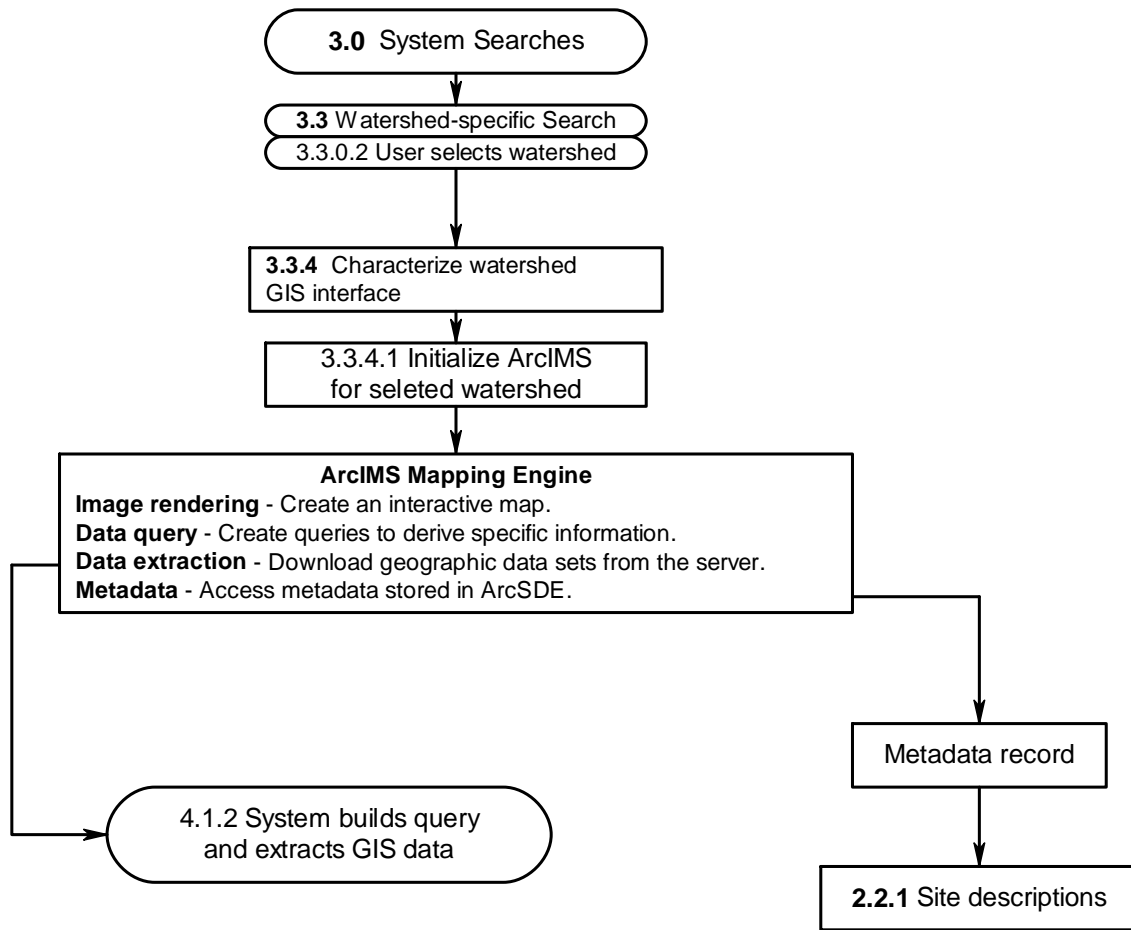 3.0 System Searches
3.3 Watershed-specific Search
3.3.0.2 User selects watershed
3.3.4 Characterize watershed
GIS interface
3.3.4.1 Initialize ArcIMS
for seleted watershed
ArcIMS Mapping Engine
Image rendering - Create an interactive map.
Data query - Create queries to derive specific information.
Data extraction - Download geographic data sets from the server.
Metadata - Access metadata stored in ArcSDE.
Metadata record
4.1.2 System builds query
and extracts GIS data
2.2.1 Site descriptions